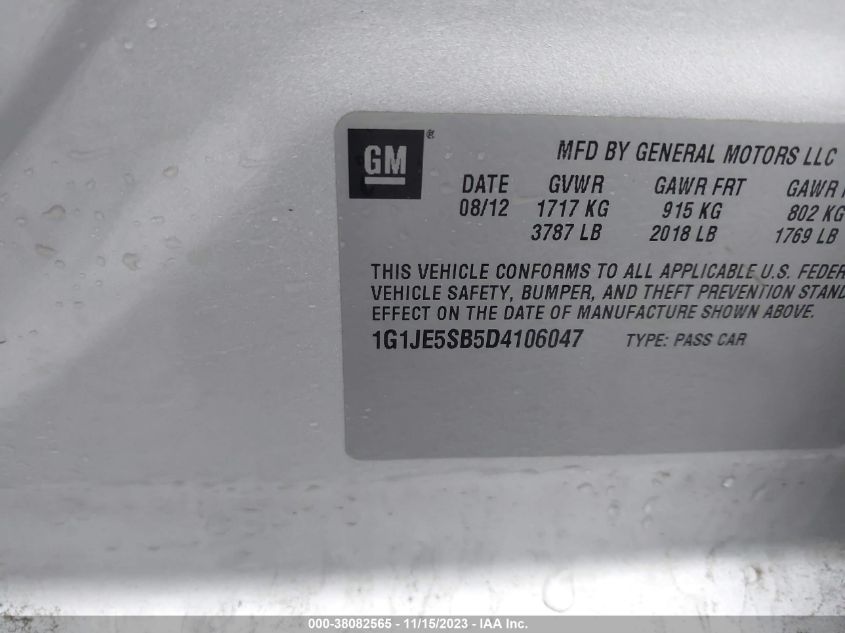 GM ®
MFD BY GENERAL MOTORS LLC
DATE GVWR GAWR FRT GAWR
08/12 1717 KG 915 KG 802 KG
3787 LB 2018 LB 1769 LB
THIS VEHICLE CONFORMS TO ALL APPLICABLE U.S. FEDER
VEHICLE SAFETY, BUMPER, AND THEFT PREVENTION STAND
EFFECT ON THE DATE OF MANUFACTURE SHOWN ABOVE.
1G1JE5SB5D4106047 TYPE: PASS CAR
000-38082565 - 11/15/2023 - IAA Inc.